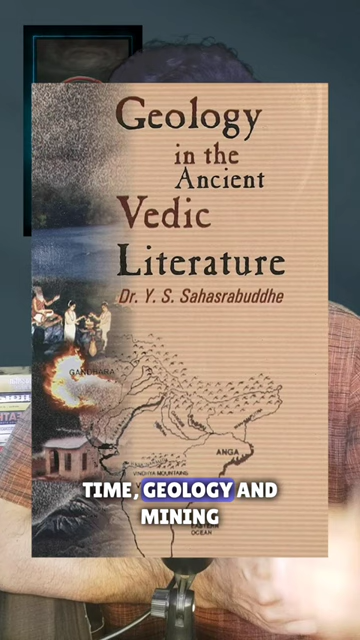 Geology
in the
Ancient
Vedic
Literature
Dr. Y. S. Sahasrabuddhe
GANDHARA
ANGA
VINDHYA MOUNTAINS
TIME, GEOLOGY AND
MINING
OCEAN